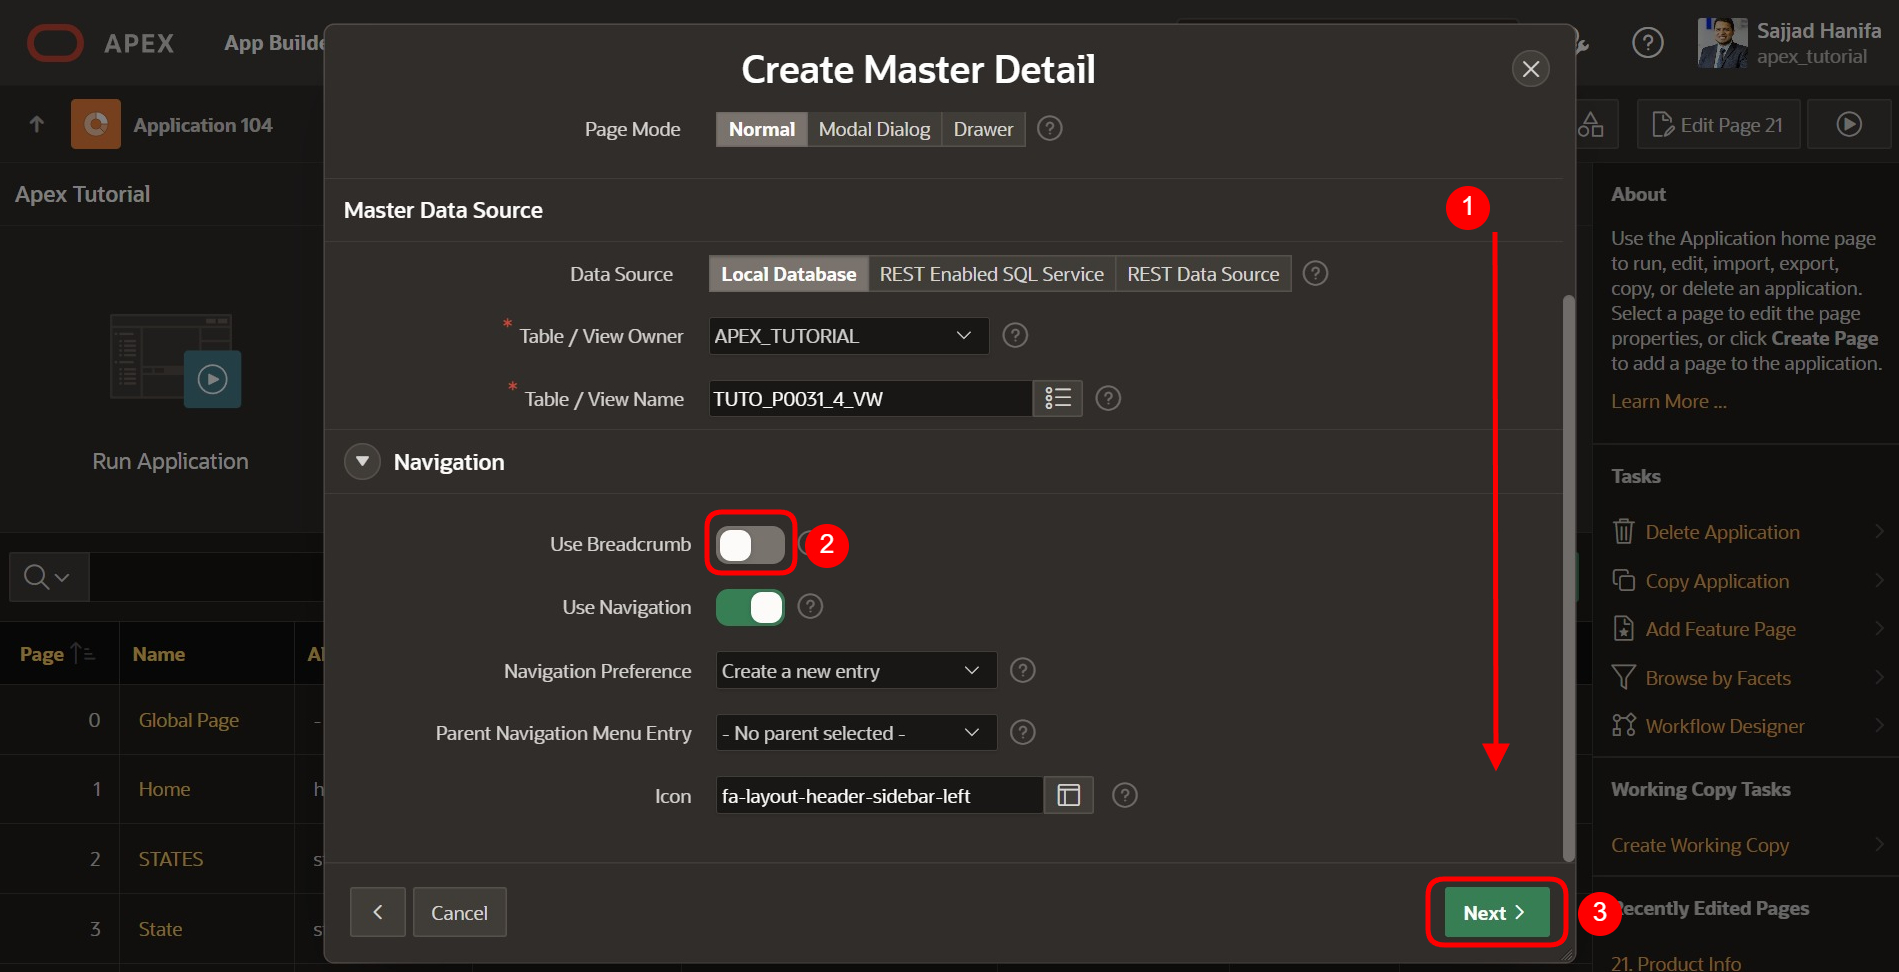 APEX
App Builde
Create Master Detail
Sajjad Hanifa
apex_tutorial
Application 104
Page Mode
Normal
Modal Dialog
Drawer
Edit Page 21
Apex Tutorial
Master Data Source
1
About
Use the Application home page
to run, edit, import, export,
copy, or delete an application.
Select a page to edit the page
properties, or click Create Page
to add a page to the application.
Learn More ...
Data Source
Local Database
REST Enabled SQL Service
REST Data Source
* Table / View Owner
APEX_TUTORIAL
* Table / View Name
TUTO_P0031_4_VW
Run Application
Navigation
Tasks
Delete Application
Copy Application
Add Feature Page
Browse by Facets
Workflow Designer
Use Breadcrumb
2
Use Navigation
Navigation Preference
Create a new entry
Parent Navigation Menu Entry
- No parent selected -
Icon
fa-layout-header-sidebar-left
Page
Name
Al
0
Global Page
-
1
Home
h
2
STATES
s
3
State
s
Working Copy Tasks
Create Working Copy
Cancel
Next
3
ecently Edited Pages
21. Product Info